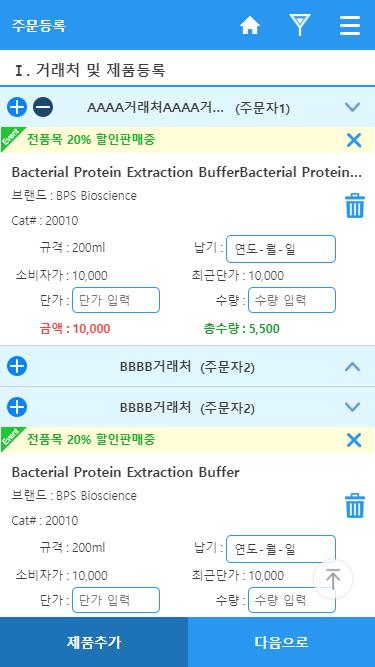 주문등록
Ⅰ. 거래처 및 제품등록
AAAA거래처AAAA거... (주문자1)
Event 전품목 20% 할인판매중
Bacterial Protein Extraction BufferBacterial Protein...
브랜드 : BPS Bioscience
Cat# : 20010
규격 : 200ml 납기 : 연도-월-일
소비자가 : 10,000 최근단가 : 10,000
단가 : 단가 입력 수량 : 수량 입력
금액 : 10,000 총수량 : 5,500
BBBB거래처 (주문자2)
BBBB거래처 (주문자2)
Event 전품목 20% 할인판매중
Bacterial Protein Extraction Buffer
브랜드 : BPS Bioscience
Cat# : 20010
규격 : 200ml 납기 : 연도-월-일
소비자가 : 10,000 최근단가 : 10,000
단가 : 단가 입력 수량 : 수량 입력
제품추가 다음으로